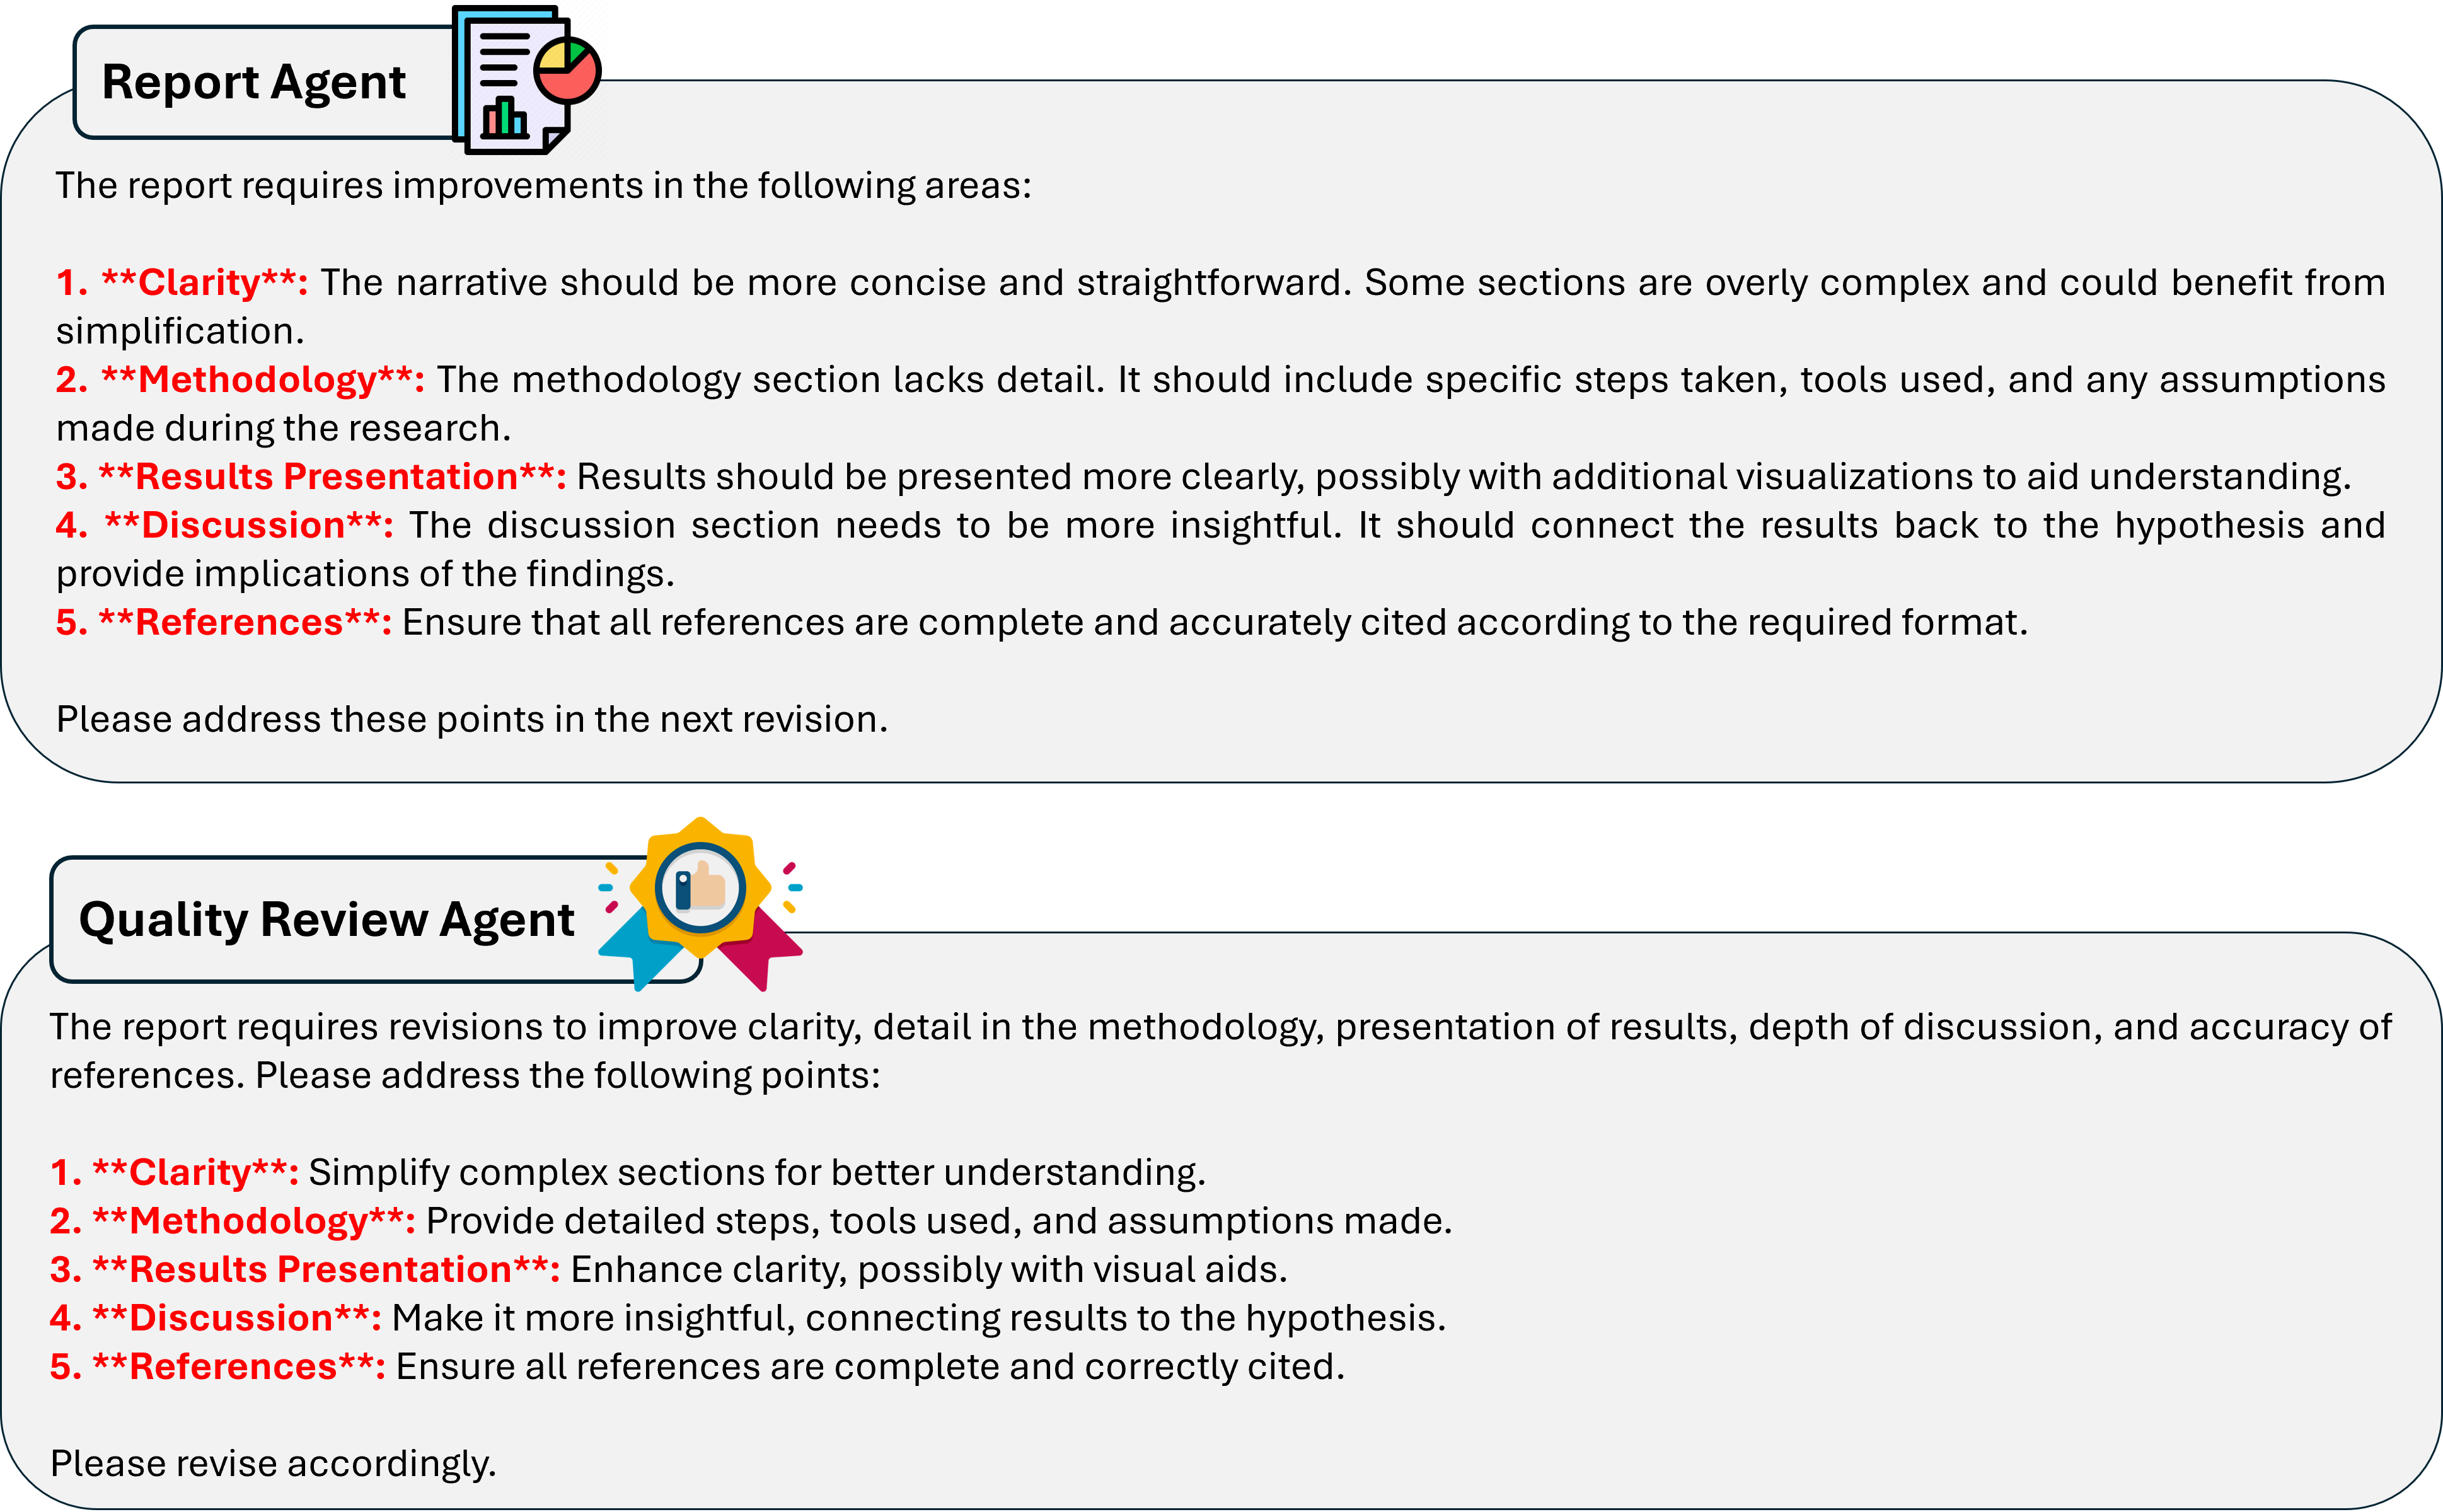 Report Agent
The report requires improvements in the following areas:
1. **Clarity**: The narrative should be more concise and straightforward. Some sections are overly complex and could benefit from
simplification.
2. **Methodology**: The methodology section lacks detail. It should include specific steps taken, tools used, and any assumptions
made during the research.
3. **Results Presentation**: Results should be presented more clearly, possibly with additional visualizations to aid understanding.
4. **Discussion**: The discussion section needs to be more insightful. It should connect the results back to the hypothesis and
provide implications of the findings.
5. **References**: Ensure that all references are complete and accurately cited according to the required format.
Please address these points in the next revision.
Quality Review Agent
The report requires revisions to improve clarity, detail in the methodology, presentation of results, depth of discussion, and accuracy of
references. Please address the following points:
1. **Clarity**: Simplify complex sections for better understanding.
2. **Methodology**: Provide detailed steps, tools used, and assumptions made.
3. **Results Presentation**: Enhance clarity, possibly with visual aids.
4. **Discussion**: Make it more insightful, connecting results to the hypothesis.
5. **References**: Ensure all references are complete and correctly cited.
Please revise accordingly.